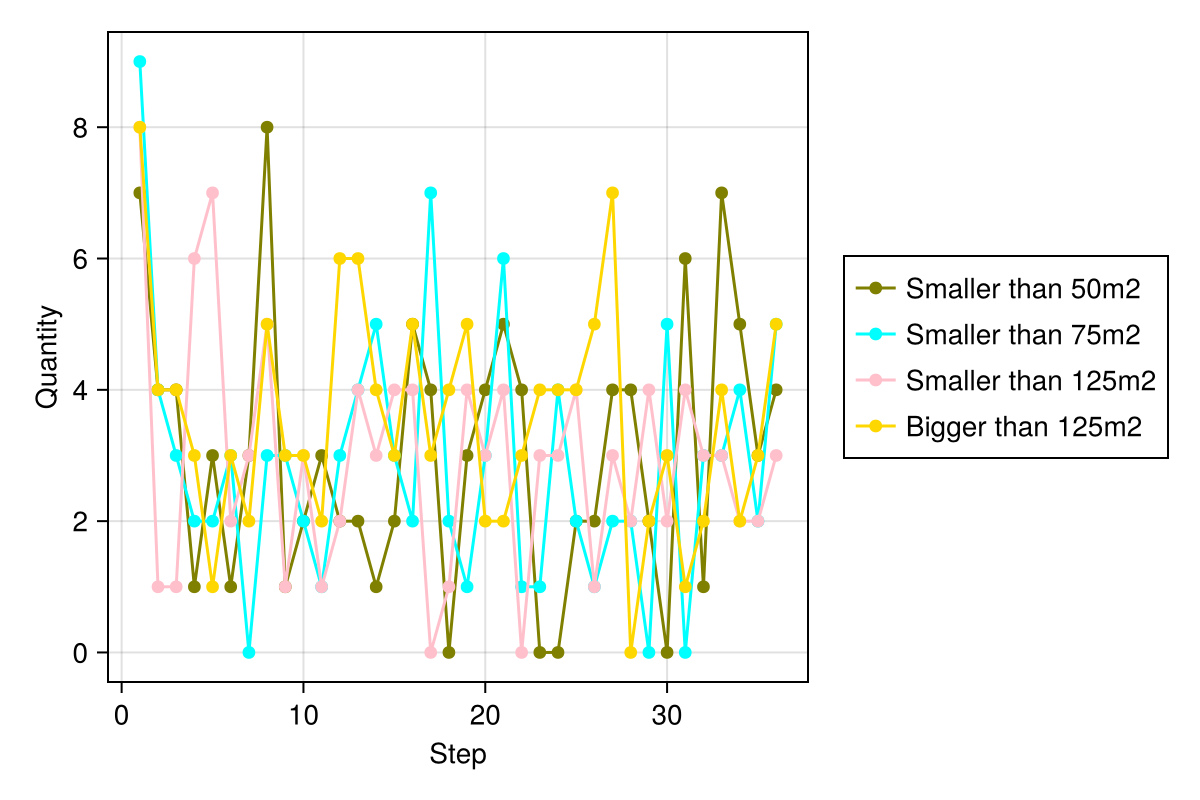 8
6
4
2
0
Quantity
0 10 20 30
Step
Smaller than 50m2
Smaller than 75m2
Smaller than 125m2
Bigger than 125m2